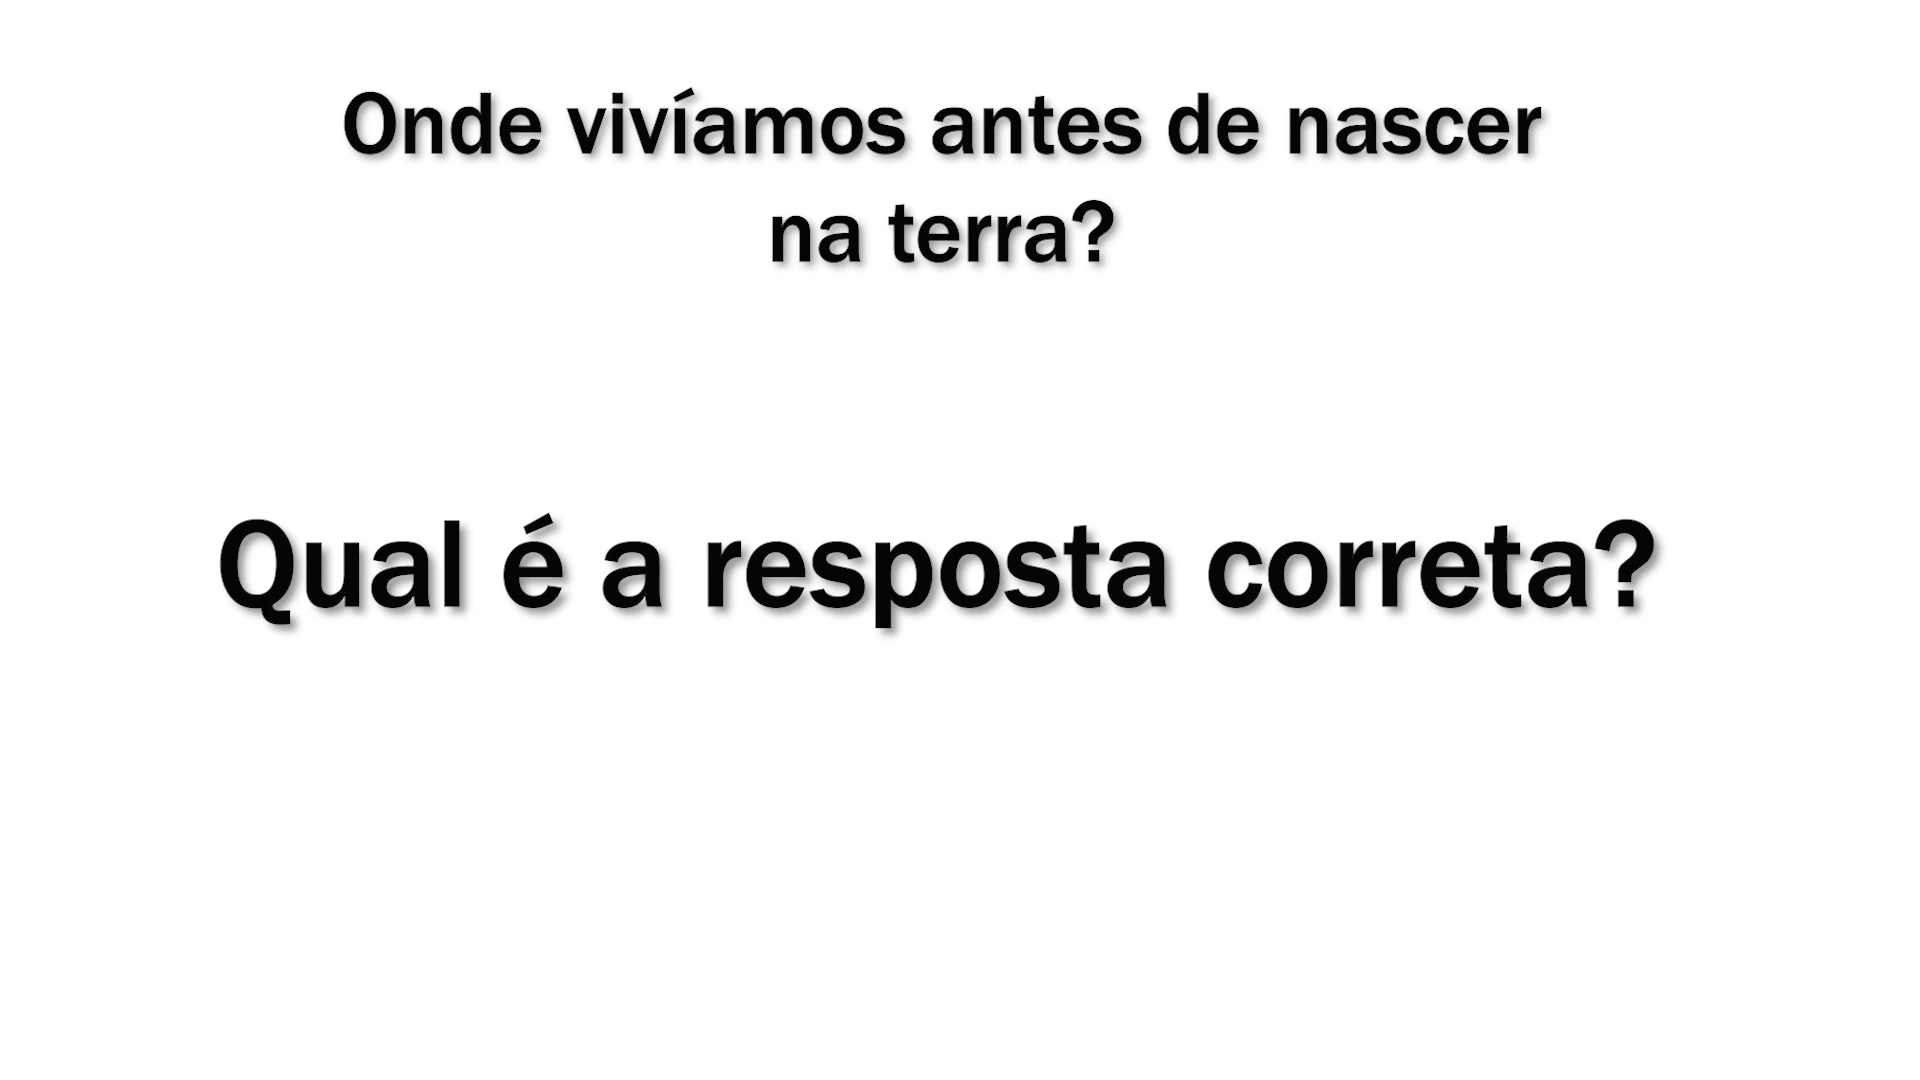 Onde vivíamos antes de nascer
na terra?
Qual é a resposta correta?